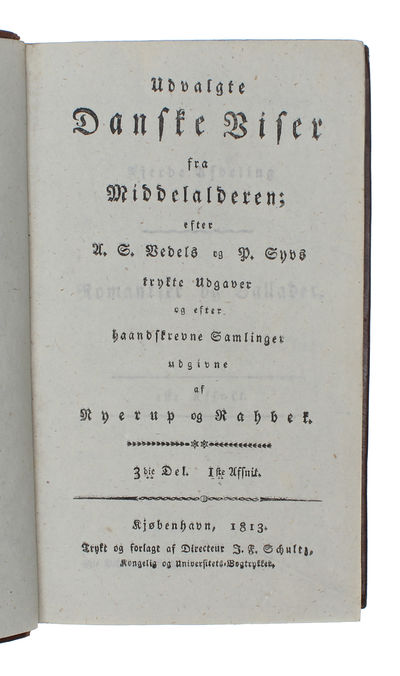 Udvalgte
Danske Viser
fra
Middelalderen;
efter
A. S. Vedels og P. Syvs
trykte Udgaver
og efter
haandskrevne Samlinger
udgivne
af
Nyerup og Rahbek.
3die Del. 1ste Afsnit.
Kjøbenhavn, 1813.
Trykt og forlagt af Directeur J. F. Schultz,
Kongelig og Universitets-Bogtrykker.